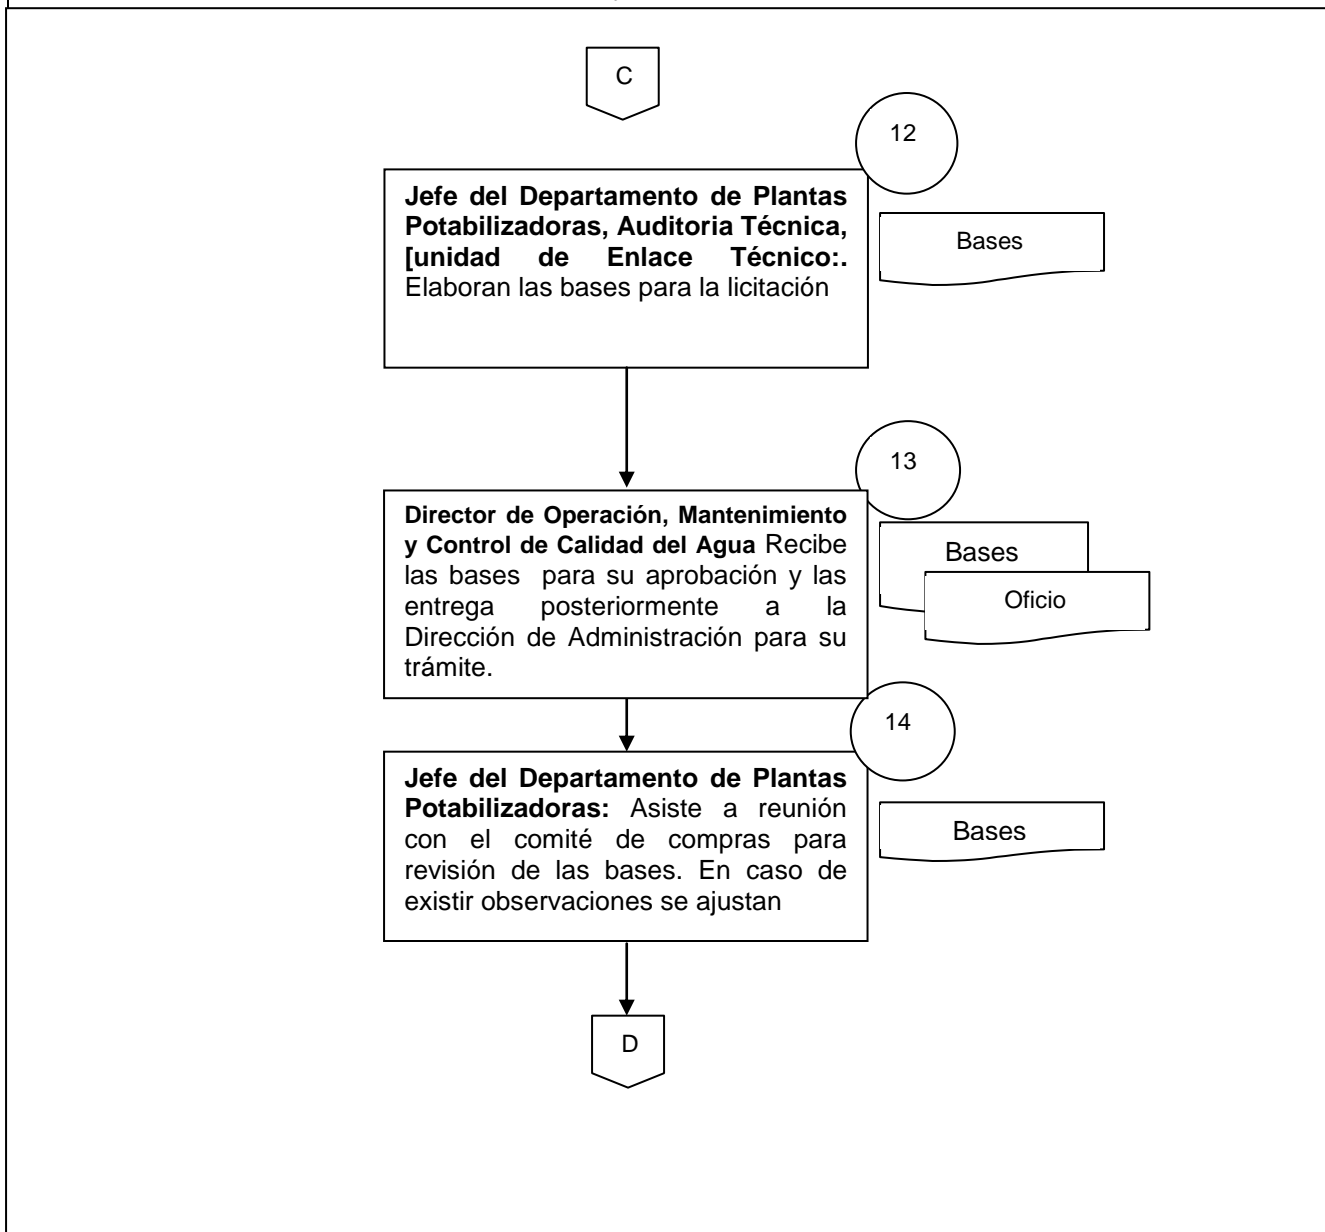 C
12
Jefe del Departamento de Plantas
Potabilizadoras, Auditoria Técnica,
[unidad de Enlace Técnico:.
Elaboran las bases para la licitación
Bases
13
Director de Operación, Mantenimiento
y Control de Calidad del Agua Recibe
las bases para su aprobación y las
entrega posteriormente a la
Dirección de Administración para su
trámite.
Bases
Oficio
14
Jefe del Departamento de Plantas
Potabilizadoras: Asiste a reunión
con el comité de compras para
revisión de las bases. En caso de
existir observaciones se ajustan
Bases
D